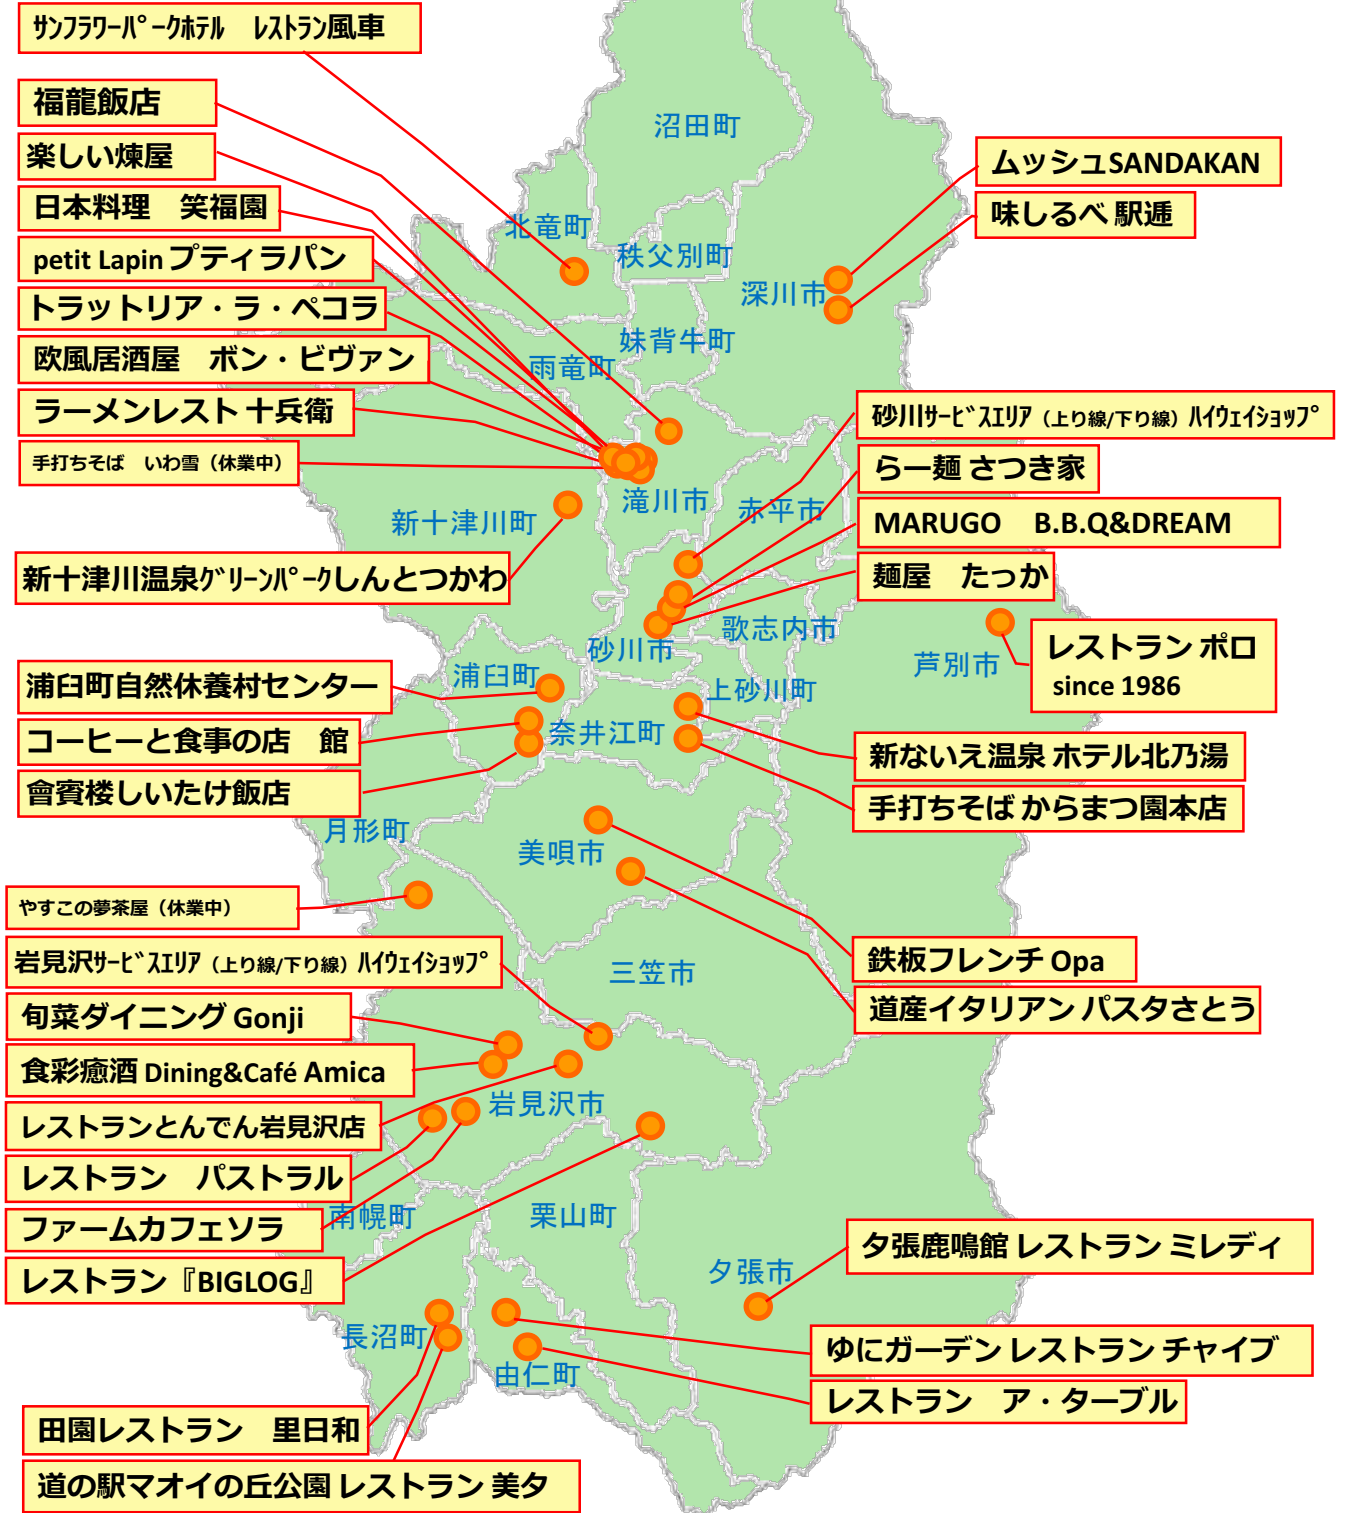 サンフラワーパークホテル　レストラン風車
福龍飯店
楽しい煉屋
日本料理　笑福園
petit Lapin プティラパン
トラットリア・ラ・ペコラ
欧風居酒屋　ボン・ビヴァン
ラーメンレスト 十兵衛
手打ちそば　いわ雪（休業中）
新十津川温泉グリーンパークしんとつかわ
浦臼町自然休養村センター
コーヒーと食事の店　館
會賓楼しいたけ飯店
やすこの夢茶屋（休業中）
岩見沢サービスエリア（上り線/下り線）ハイウェイショップ
旬菜ダイニング Gonji
食彩癒酒 Dining&Café Amica
レストランとんでん岩見沢店
レストラン　パストラル
ファームカフェソラ
レストラン『BIGLOG』
田園レストラン　里日和
道の駅マオイの丘公園 レストラン 美夕
沼田町
北竜町
秩父別町
深川市
妹背牛町
雨竜町
滝川市
赤平市
新十津川町
歌志内市
砂川市
芦別市
浦臼町
上砂川町
奈井江町
月形町
美唄市
三笠市
岩見沢市
南幌町
栗山町
夕張市
長沼町
由仁町
ムッシュSANDAKAN
味しるべ 駅逓
砂川サービスエリア（上り線/下り線）ハイウェイショップ
らー麺 さつき家
MARUGO　B.B.Q&DREAM
麺屋　たっか
レストラン ポロ
since 1986
新ないえ温泉 ホテル北乃湯
手打ちそば からまつ園本店
鉄板フレンチ Opa
道産イタリアン パスタさとう
夕張鹿鳴館 レストラン ミレディ
ゆにガーデン レストラン チャイブ
レストラン　ア・ターブル